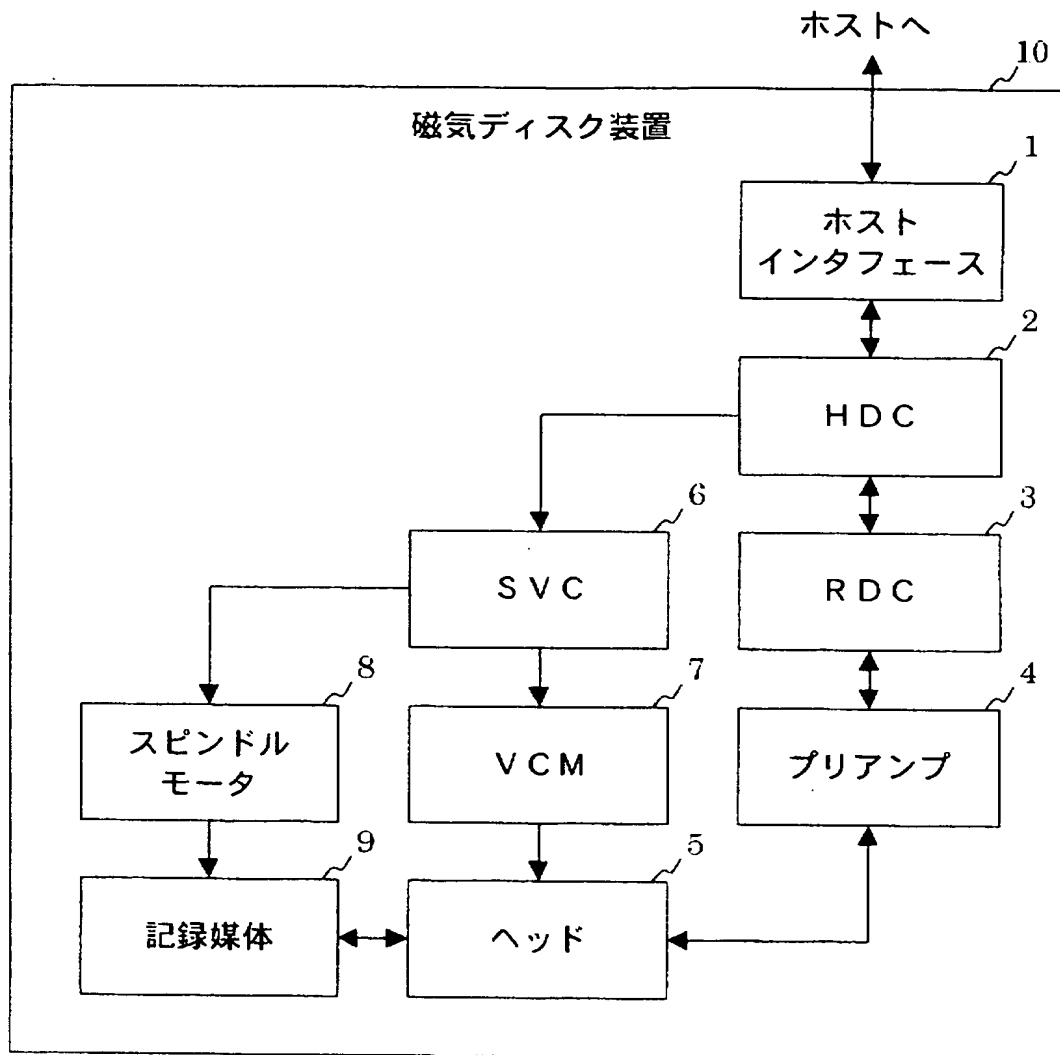 ホストへ
10
磁気ディスク装置
1
ホスト
インタフェース
2
HDC
6
3
SVC
RDC
8
7
4
スピンドル
モータ
VCM
プリアンプ
9
5
記録媒体
ヘッド